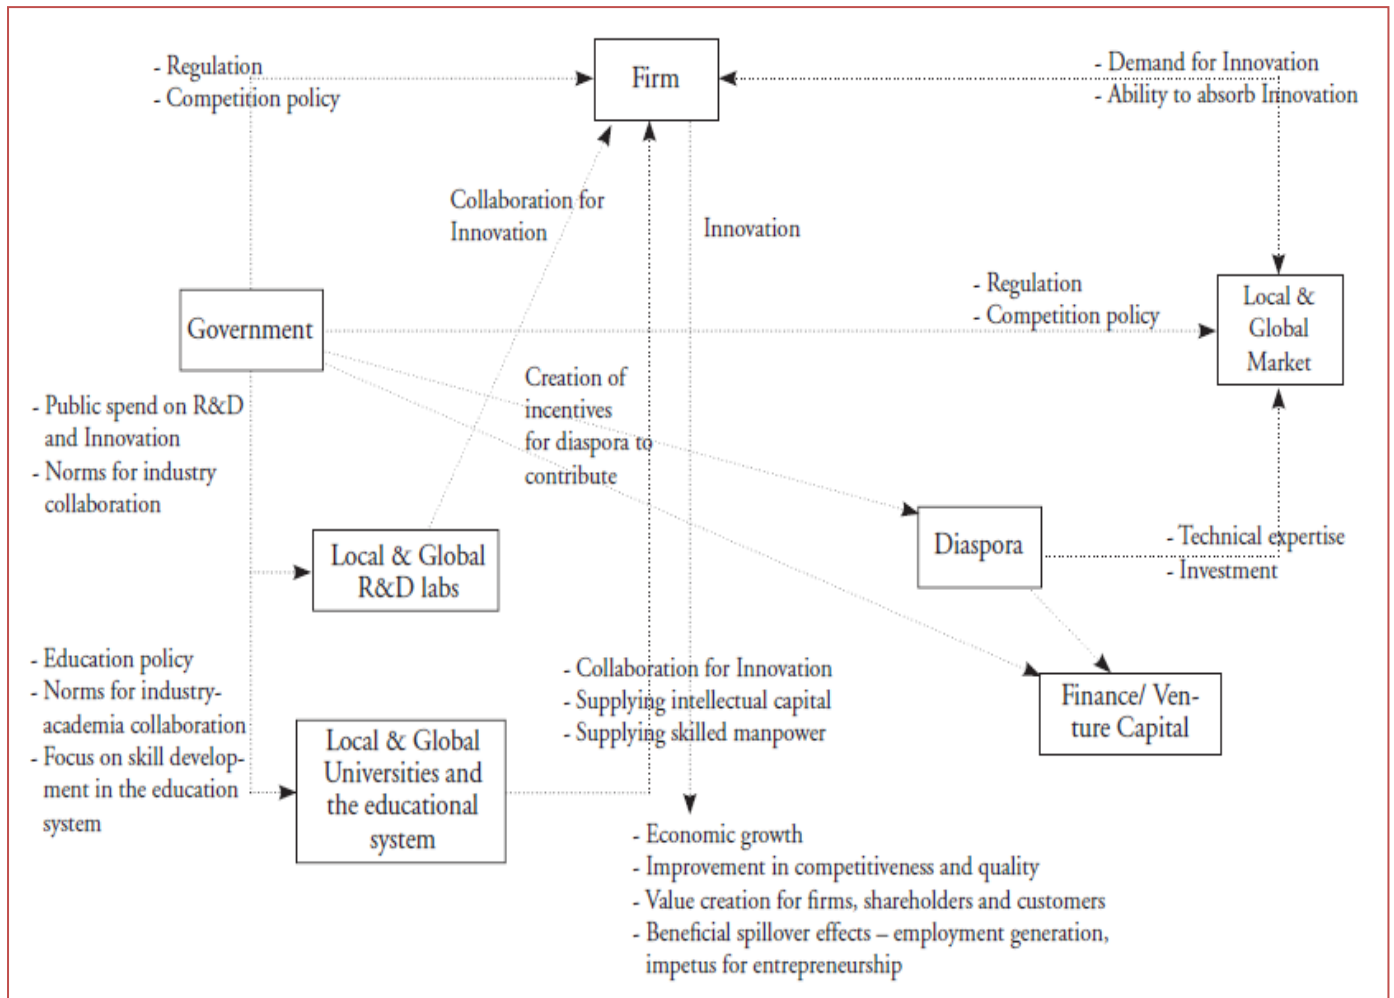 - Regulation
- Competition policy
Firm
- Demand for Innovation
- Ability to absorb Innovation
Collaboration for
Innovation
Innovation
Government
- Regulation
- Competition policy
Local &
Global
Market
- Public spend on R&D
and Innovation
- Norms for industry
collaboration
Creation of
incentives
for diaspora to
contribute
Local & Global
R&D labs
Diaspora
- Technical expertise
- Investment
- Education policy
- Norms for industry-
academia collaboration
- Focus on skill develop-
ment in the education
system
Local & Global
Universities and
the educational
system
- Collaboration for Innovation
- Supplying intellectual capital
- Supplying skilled manpower
Finance/ Ven-
ture Capital
- Economic growth
- Improvement in competitiveness and quality
- Value creation for firms, shareholders and customers
- Beneficial spillover effects – employment generation,
impetus for entrepreneurship